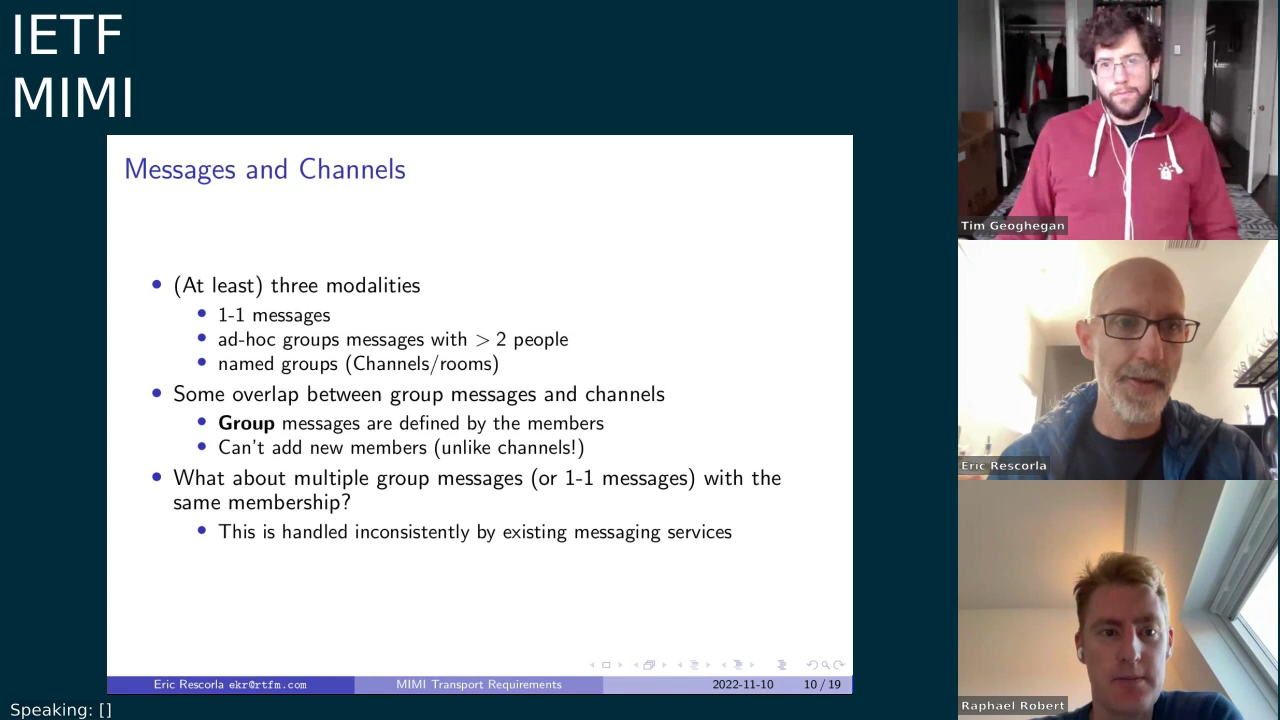 IETF
MIMI
Messages and Channels
• (At least) three modalities
• 1-1 messages
• ad-hoc groups messages with > 2 people
• named groups (Channels/rooms)
• Some overlap between group messages and channels
• Group messages are defined by the members
• Can't add new members (unlike channels!)
• What about multiple group messages (or 1-1 messages) with the
same membership?
• This is handled inconsistently by existing messaging services
Eric Rescorla ekr@rtfm.com MIMI Transport Requirements 2022-11-10 10 / 19
Speaking: []
Tim Geoghegan
Eric Rescorla
Raphael Robert